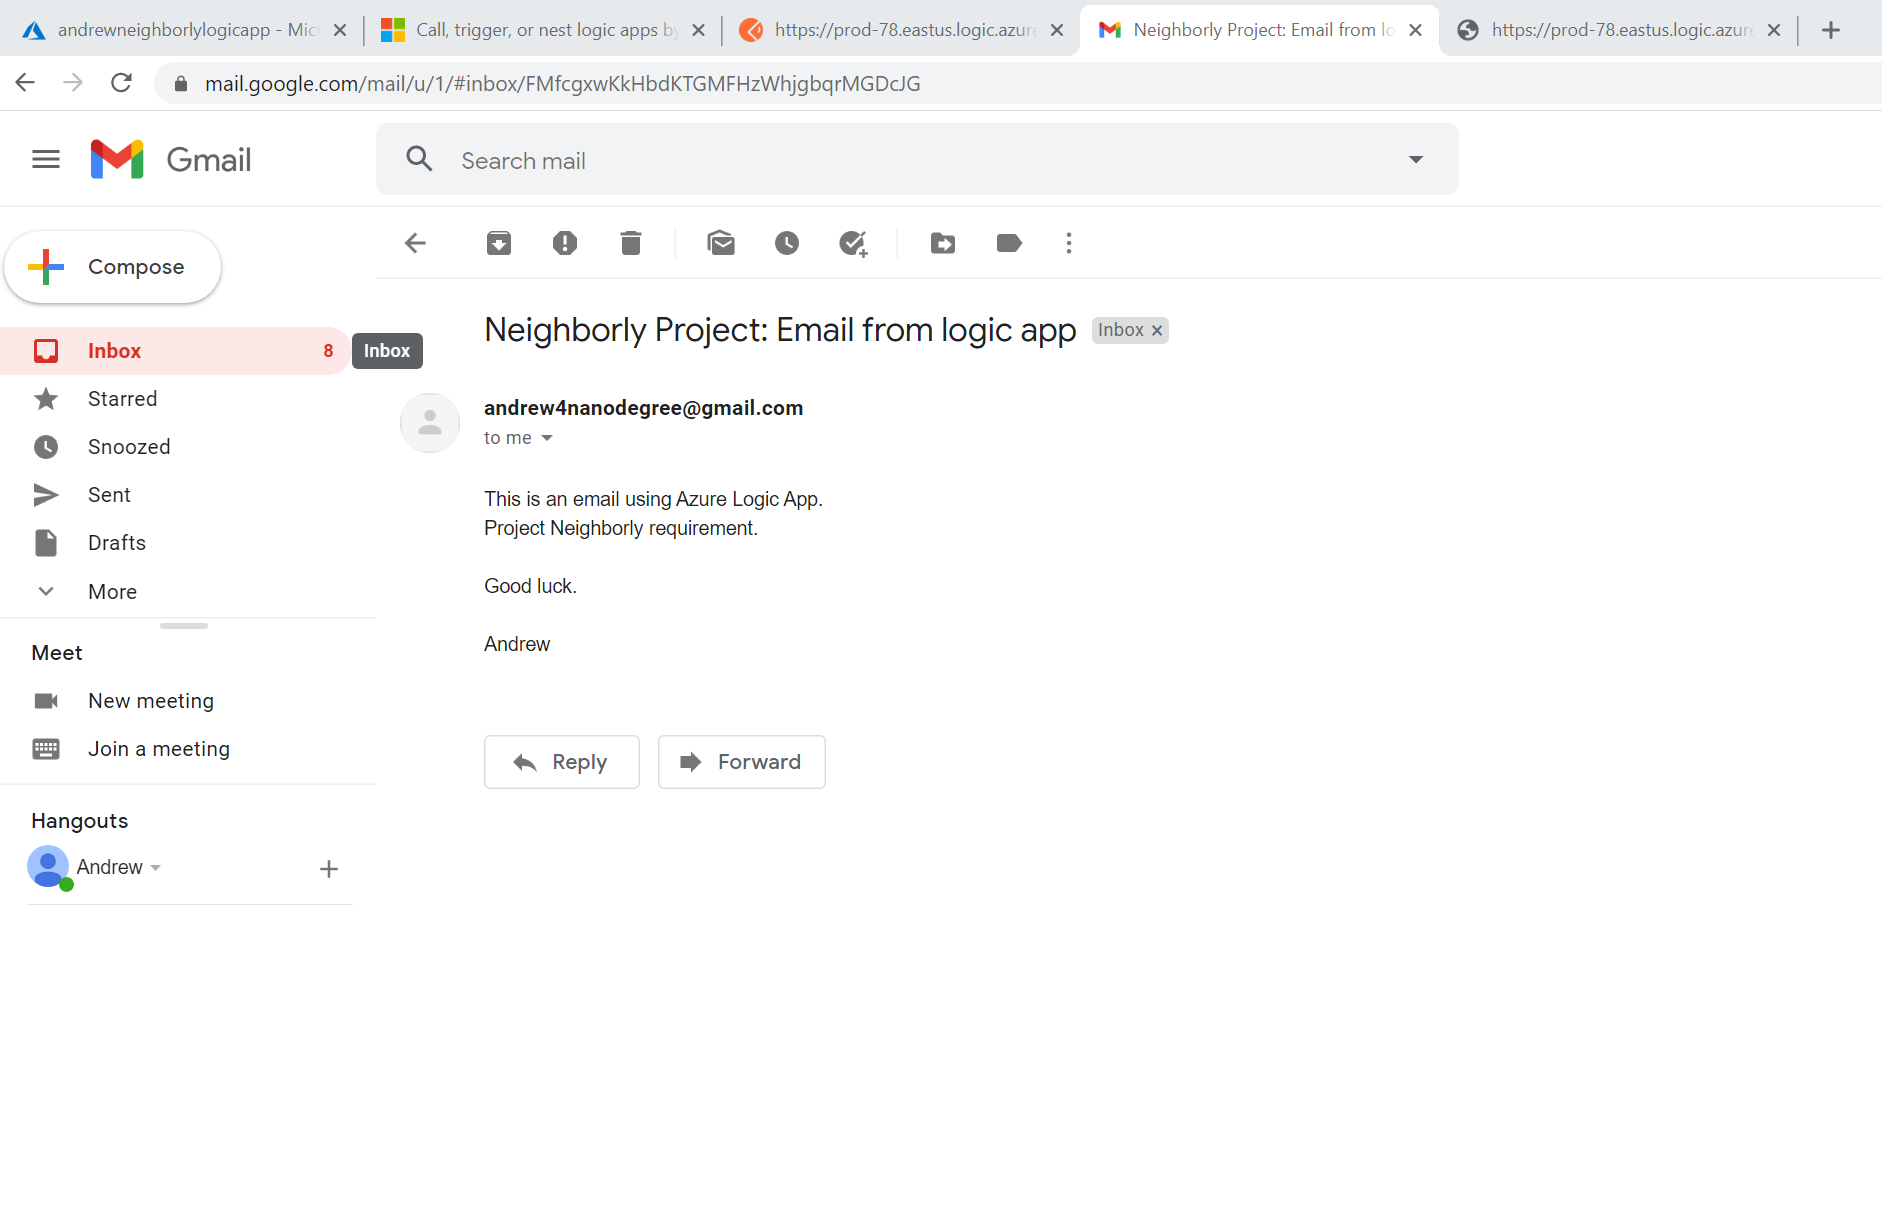 andrewneighborlylogicapp - Mic
Call, trigger, or nest logic apps by
https://prod-78.eastus.logic.azure
Neighborly Project: Email from lo
https://prod-78.eastus.logic.azure
mail.google.com/mail/u/1/#inbox/FMfcgxwKkHbdKTGMFHzWhjgbqrMGDcJG
Gmail
Search mail
Compose
Inbox 8
Inbox
Starred
Snoozed
Sent
Drafts
More
Meet
New meeting
Join a meeting
Hangouts
Andrew
Neighborly Project: Email from logic app
Inbox x
andrew4nanodegree@gmail.com
to me
This is an email using Azure Logic App.
Project Neighborly requirement.
Good luck.
Andrew
Reply
Forward